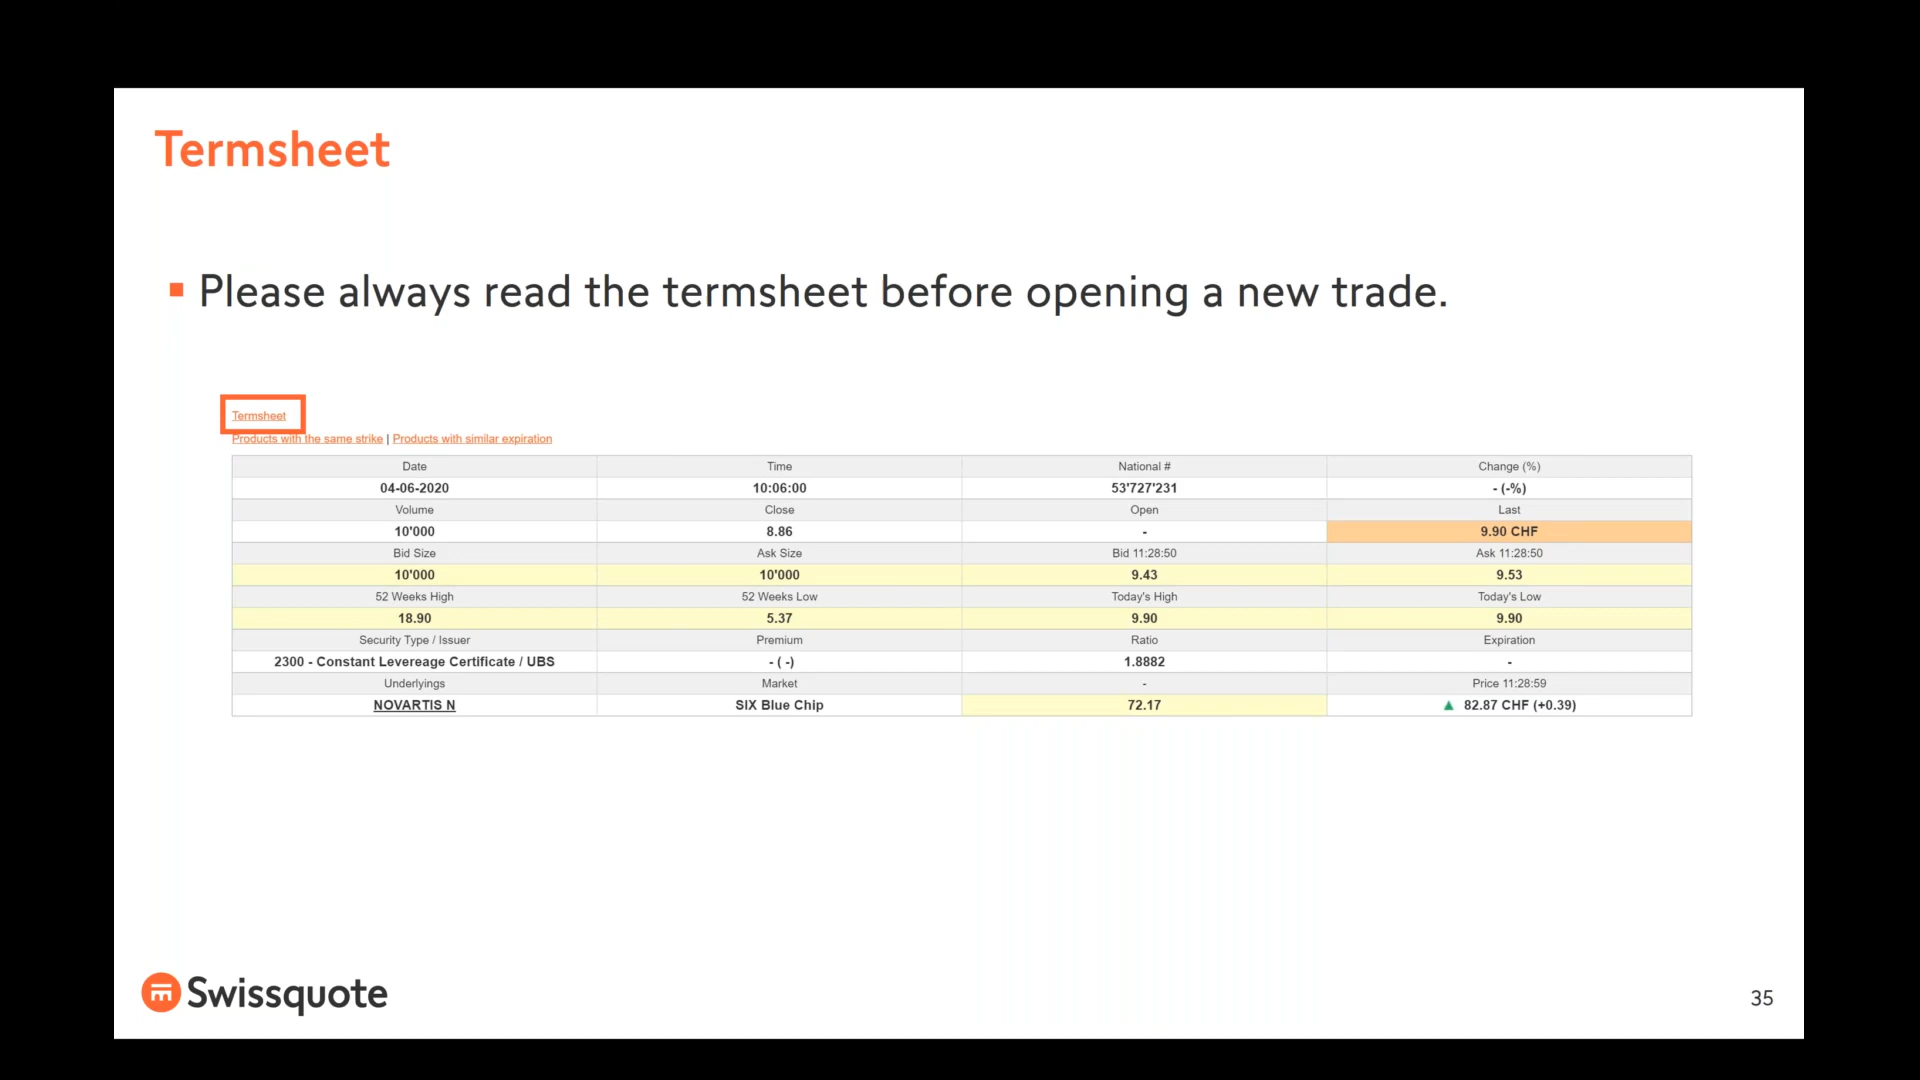 Termsheet
Please always read the termsheet before opening a new trade.
Termsheet
Products with the same strike | Products with similar expiration
Date Time National # Change (%)
04-06-2020 10:06:00 53'727'231 - (-%)
Volume Close Open Last
10'000 8.86 - 9.90 CHF
Bid Size Ask Size Bid 11:28:50 Ask 11:28:50
10'000 10'000 9.43 9.53
52 Weeks High 52 Weeks Low Today's High Today's Low
18.90 5.37 9.90 9.90
Security Type / Issuer Premium Ratio Expiration
2300 - Constant Levereage Certificate / UBS - ( -) 1.8882 -
Underlyings Market - Price 11:28:59
NOVARTIS N SIX Blue Chip 72.17 ▲ 82.87 CHF (+0.39)
Swissquote
35